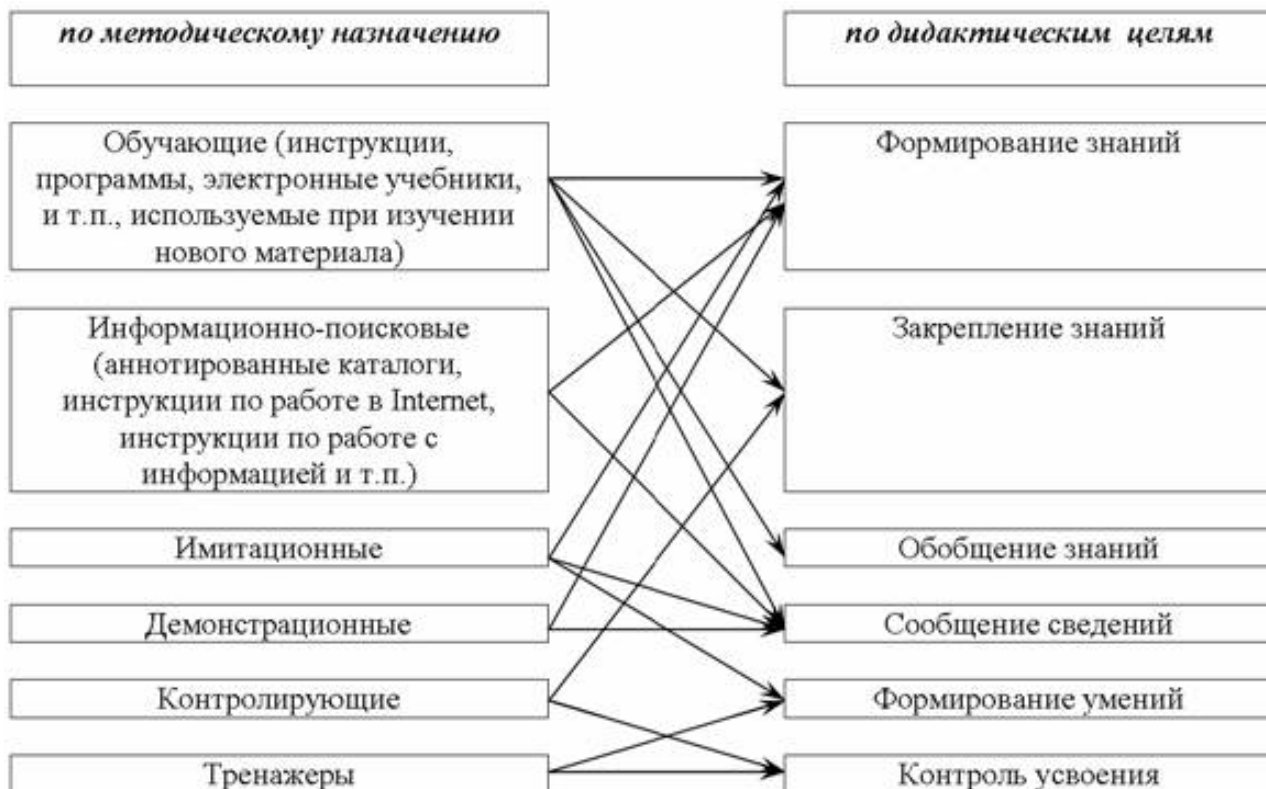 по методическому назначению
по дидактическим целям
Обучающие (инструкции,
программы, электронные учебники,
и т.п., используемые при изучении
нового материала)
Формирование знаний
Информационно-поисковые
(аннотированные каталоги,
инструкции по работе в Internet,
инструкции по работе с
информацией и т.п.)
Закрепление знаний
Имитационные
Обобщение знаний
Демонстрационные
Сообщение сведений
Контролирующие
Формирование умений
Тренажеры
Контроль усвоения